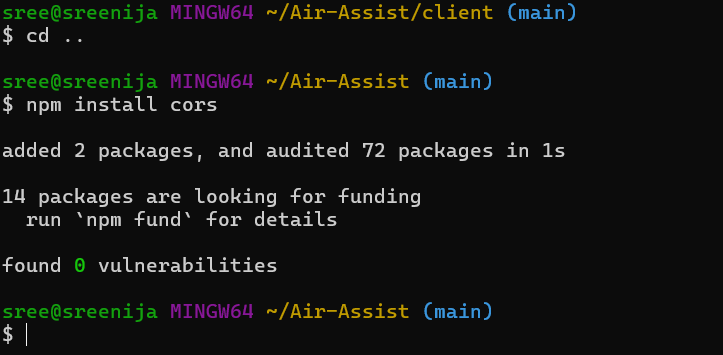 sree@sreenija MINGW64 ~/Air-Assist/client (main)
$ cd ..
sree@sreenija MINGW64 ~/Air-Assist (main)
$ npm install cors
added 2 packages, and audited 72 packages in 1s
14 packages are looking for funding
  run `npm fund` for details
found 0 vulnerabilities
sree@sreenija MINGW64 ~/Air-Assist (main)
$